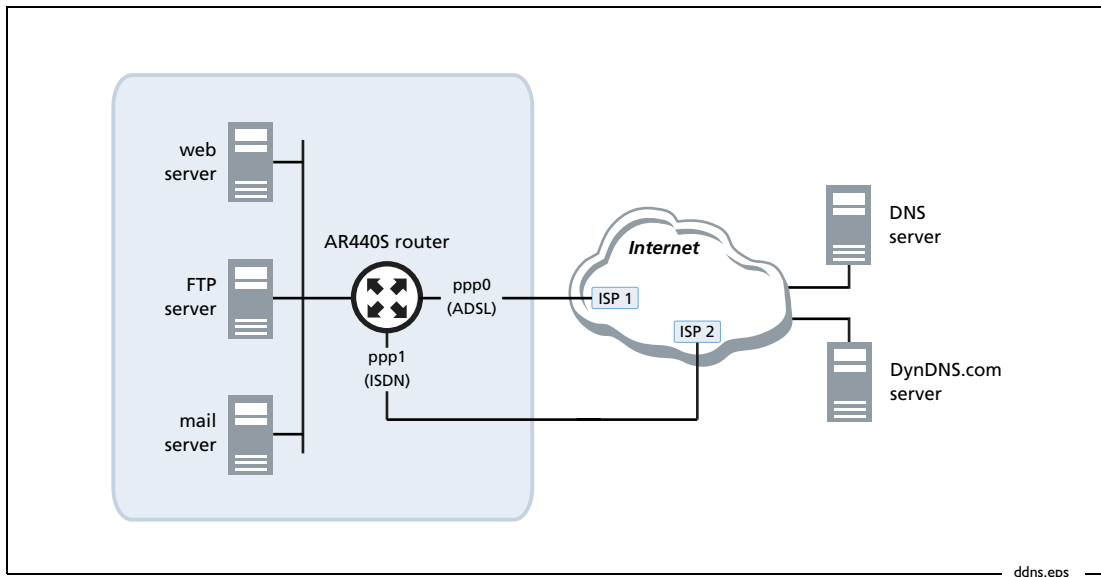 web
server
AR440S router
FTP
server
ppp0
(ADSL)
ppp1
(ISDN)
mail
server
Internet
ISP 1
ISP 2
DNS
server
DynDNS.com
server
ddns.eps